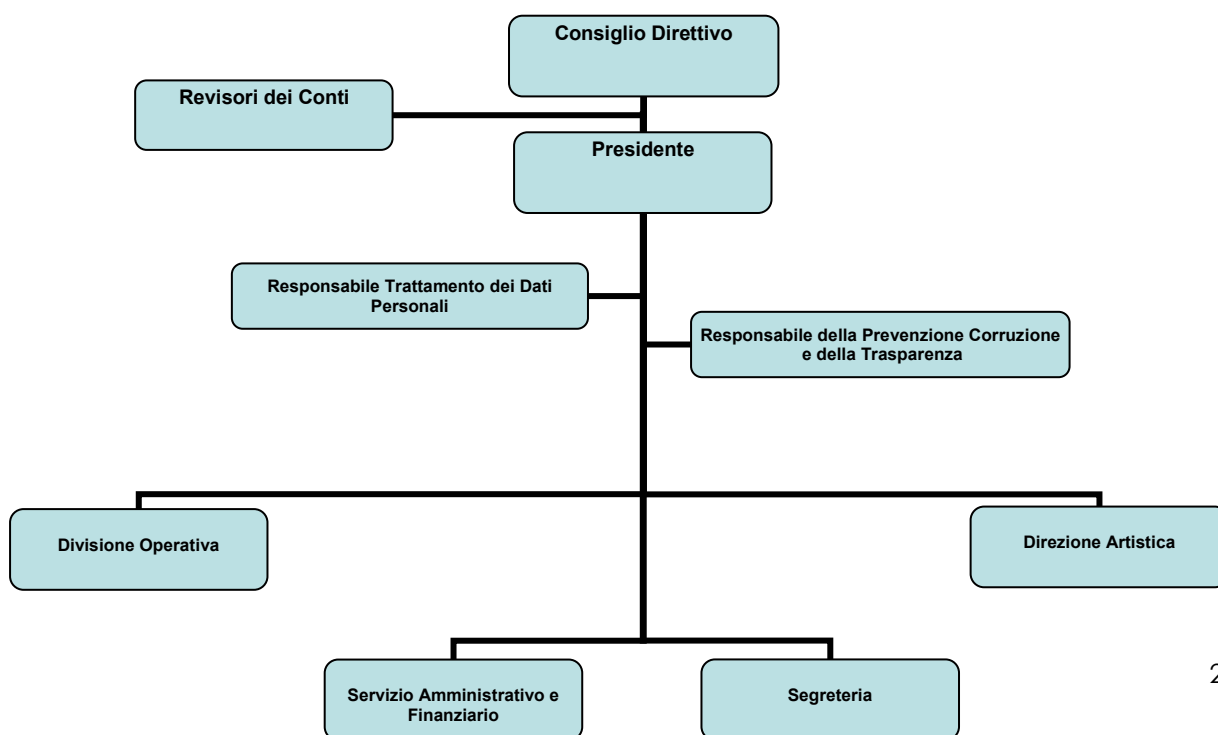 Consiglio Direttivo
Revisori dei Conti
Presidente
Responsabile Trattamento dei Dati
Personali
Responsabile della Prevenzione Corruzione
e della Trasparenza
Divisione Operativa
Direzione Artistica
Servizio Amministrativo e
Finanziario
Segreteria
2